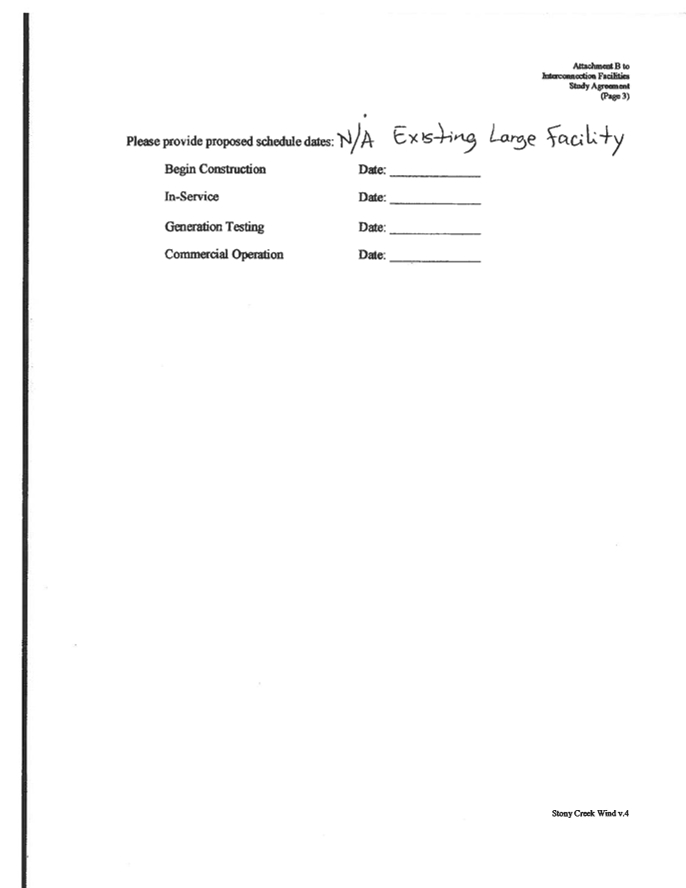 Attachment B to
Interconnection Facilities
Study Agreement
(Page 3)
Please provide proposed schedule dates: N/A Existing Large Facility
Begin Construction Date:
In-Service Date:
Generation Testing Date:
Commercial Operation Date:
Stony Creek Wind v.4